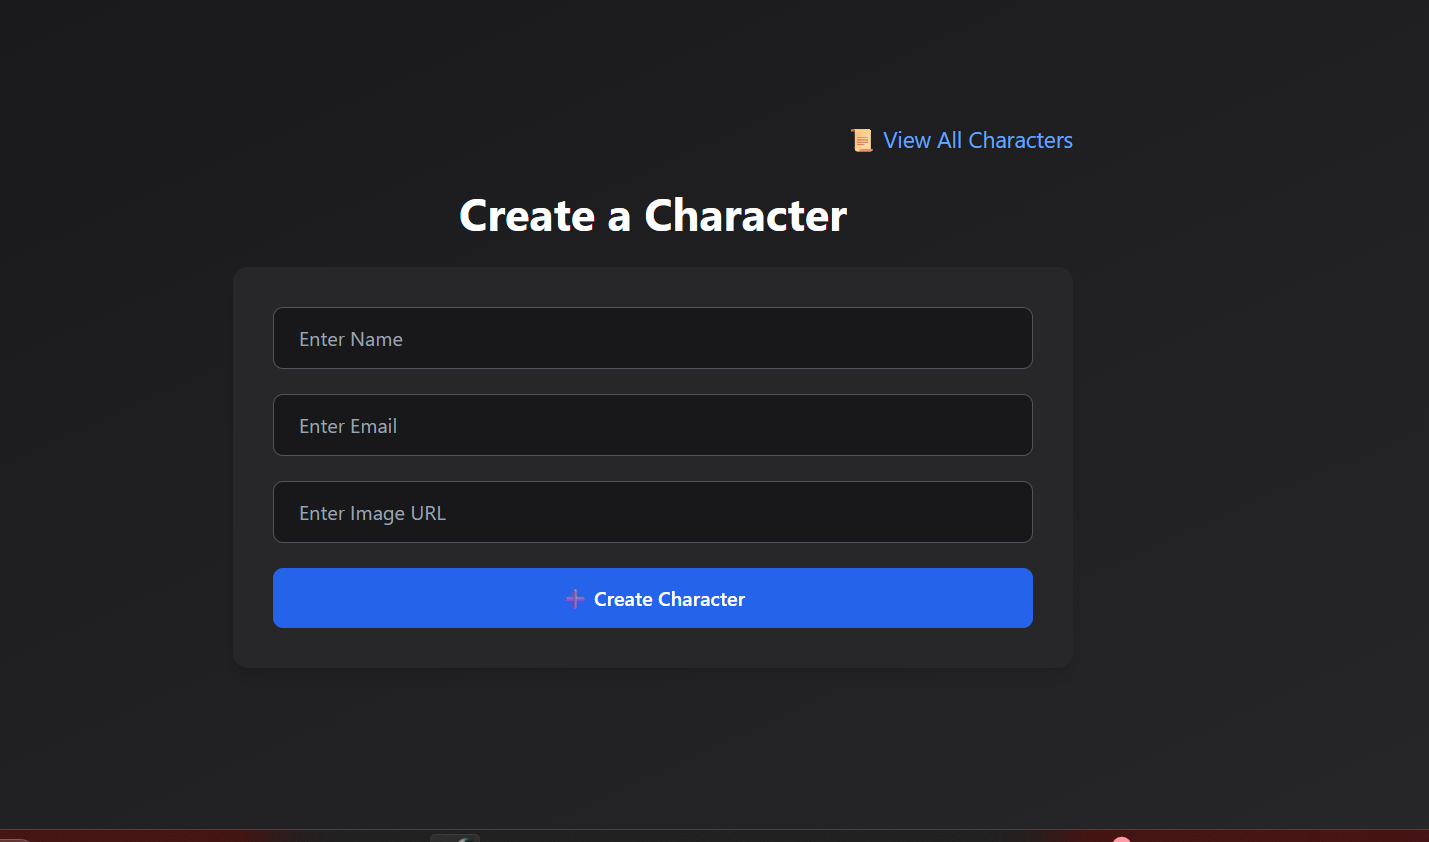 📜 View All Characters
Create a Character
Enter Name
Enter Email
Enter Image URL
➕ Create Character